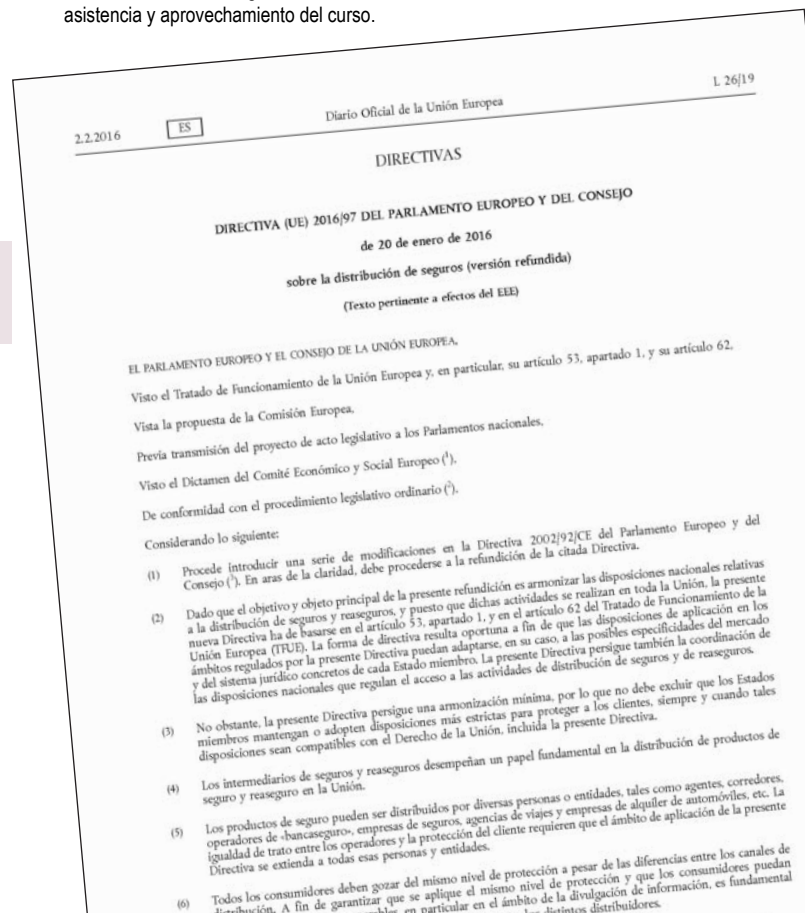 asistencia y aprovechamiento del curso.
2.2.2016 ES Diario Oficial de la Unión Europea L 26/19
DIRECTIVAS
DIRECTIVA (UE) 2016/97 DEL PARLAMENTO EUROPEO Y DEL CONSEJO
de 20 de enero de 2016
sobre la distribución de seguros (versión refundida)
(Texto pertinente a efectos del EEE)
EL PARLAMENTO EUROPEO Y EL CONSEJO DE LA UNIÓN EUROPEA,
Visto el Tratado de Funcionamiento de la Unión Europea y, en particular, su artículo 53, apartado 1, y su artículo 62,
Vista la propuesta de la Comisión Europea,
Previa transmisión del proyecto de acto legislativo a los Parlamentos nacionales,
Visto el Dictamen del Comité Económico y Social Europeo (1),
De conformidad con el procedimiento legislativo ordinario (2),
Considerando lo siguiente:
(1) Procede introducir una serie de modificaciones en la Directiva 2002/92/CE del Parlamento Europeo y del
Consejo (3). En aras de la claridad, debe procederse a la refundición de la citada Directiva.
(2) Dado que el objetivo y objeto principal de la presente refundición es armonizar las disposiciones nacionales relativas
a la distribución de seguros y reaseguros, y puesto que dichas actividades se realizan en toda la Unión, la presente
nueva Directiva ha de basarse en el artículo 53, apartado 1, y en el artículo 62 del Tratado de Funcionamiento de la
Unión Europea (TFUE). La forma de directiva resulta oportuna a fin de que las disposiciones de aplicación en los
ámbitos regulados por la presente Directiva puedan adaptarse, en su caso, a las posibles especificidades del mercado
y del sistema jurídico concretos de cada Estado miembro. La presente Directiva persigue también la coordinación de
las disposiciones nacionales que regulan el acceso a las actividades de distribución de seguros y de reaseguros.
(3) No obstante, la presente Directiva persigue una armonización mínima, por lo que no debe excluir que los Estados
miembros mantengan o adopten disposiciones más estrictas para proteger a los clientes, siempre y cuando tales
disposiciones sean compatibles con el Derecho de la Unión, incluida la presente Directiva.
(4) Los intermediarios de seguros y reaseguros desempeñan un papel fundamental en la distribución de productos de
seguro y reaseguro en la Unión.
(5) Los productos de seguro pueden ser distribuidos por diversas personas o entidades, tales como agentes, corredores,
operadores de «bancaseguro», empresas de seguros, agencias de viajes y empresas de alquiler de automóviles, etc. La
igualdad de trato entre los operadores y la protección del cliente requieren que el ámbito de aplicación de la presente
Directiva se extienda a todas esas personas y entidades.
(6) Todos los consumidores deben gozar del mismo nivel de protección a pesar de las diferencias entre los canales de
distribución. A fin de garantizar que se aplique el mismo nivel de protección y que los consumidores puedan
en particular en el ámbito de la divulgación de información, es fundamental
distintos distribuidores.